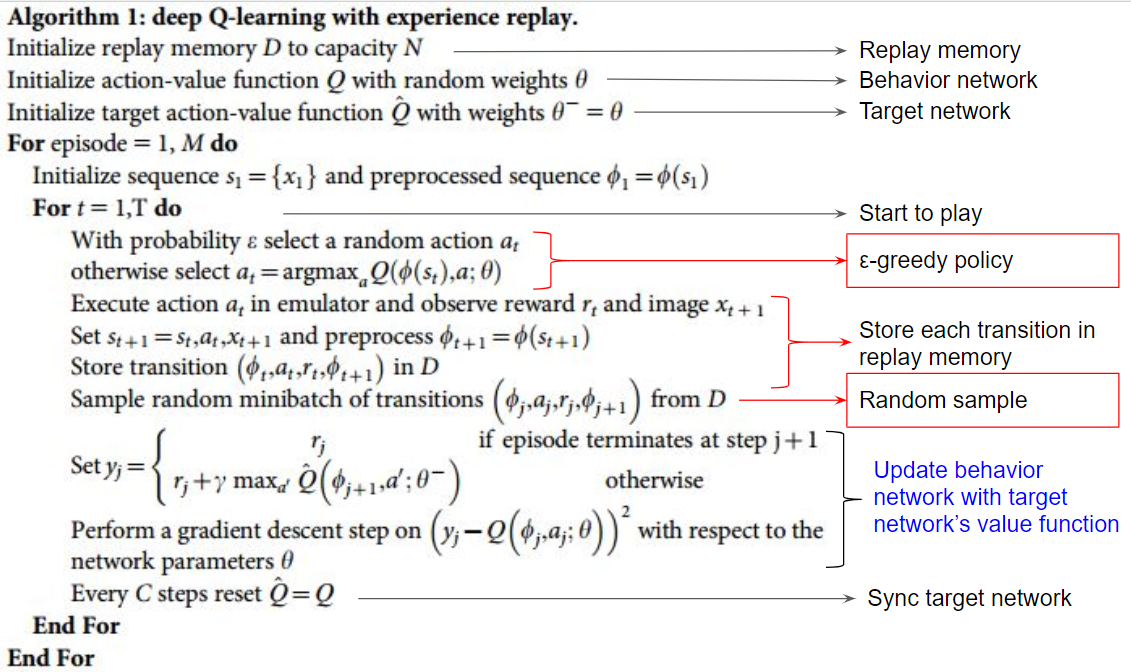 Algorithm 1: deep Q-learning with experience replay.
Initialize replay memory D to capacity N
Replay memory
Initialize action-value function Q with random weights θ
Behavior network
Initialize target action-value function Q̂ with weights θ⁻ = θ
Target network
For episode = 1, M do
Initialize sequence s₁ = {x₁} and preprocessed sequence ϕ₁ = ϕ(s₁)
For t = 1,T do
Start to play
With probability ε select a random action aₜ
otherwise select aₜ = argmaxₐ Q(ϕ(sₜ),a; θ)
ε-greedy policy
Execute action aₜ in emulator and observe reward rₜ and image xₜ₊₁
Set sₜ₊₁ = sₜ,aₜ,xₜ₊₁ and preprocess ϕₜ₊₁ = ϕ(sₜ₊₁)
Store transition (ϕₜ,aₜ,rₜ,ϕₜ₊₁) in D
Store each transition in
replay memory
Sample random minibatch of transitions (ϕⱼ,aⱼ,rⱼ,ϕⱼ₊₁) from D
Random sample
Set yⱼ = {
rⱼ if episode terminates at step j+1
rⱼ + γ maxₐ′ Q̂(ϕⱼ₊₁,a′; θ⁻) otherwise
Perform a gradient descent step on (yⱼ − Q(ϕⱼ,aⱼ; θ))² with respect to the
network parameters θ
Update behavior
network with target
network's value function
Every C steps reset Q̂ = Q
Sync target network
End For
End For